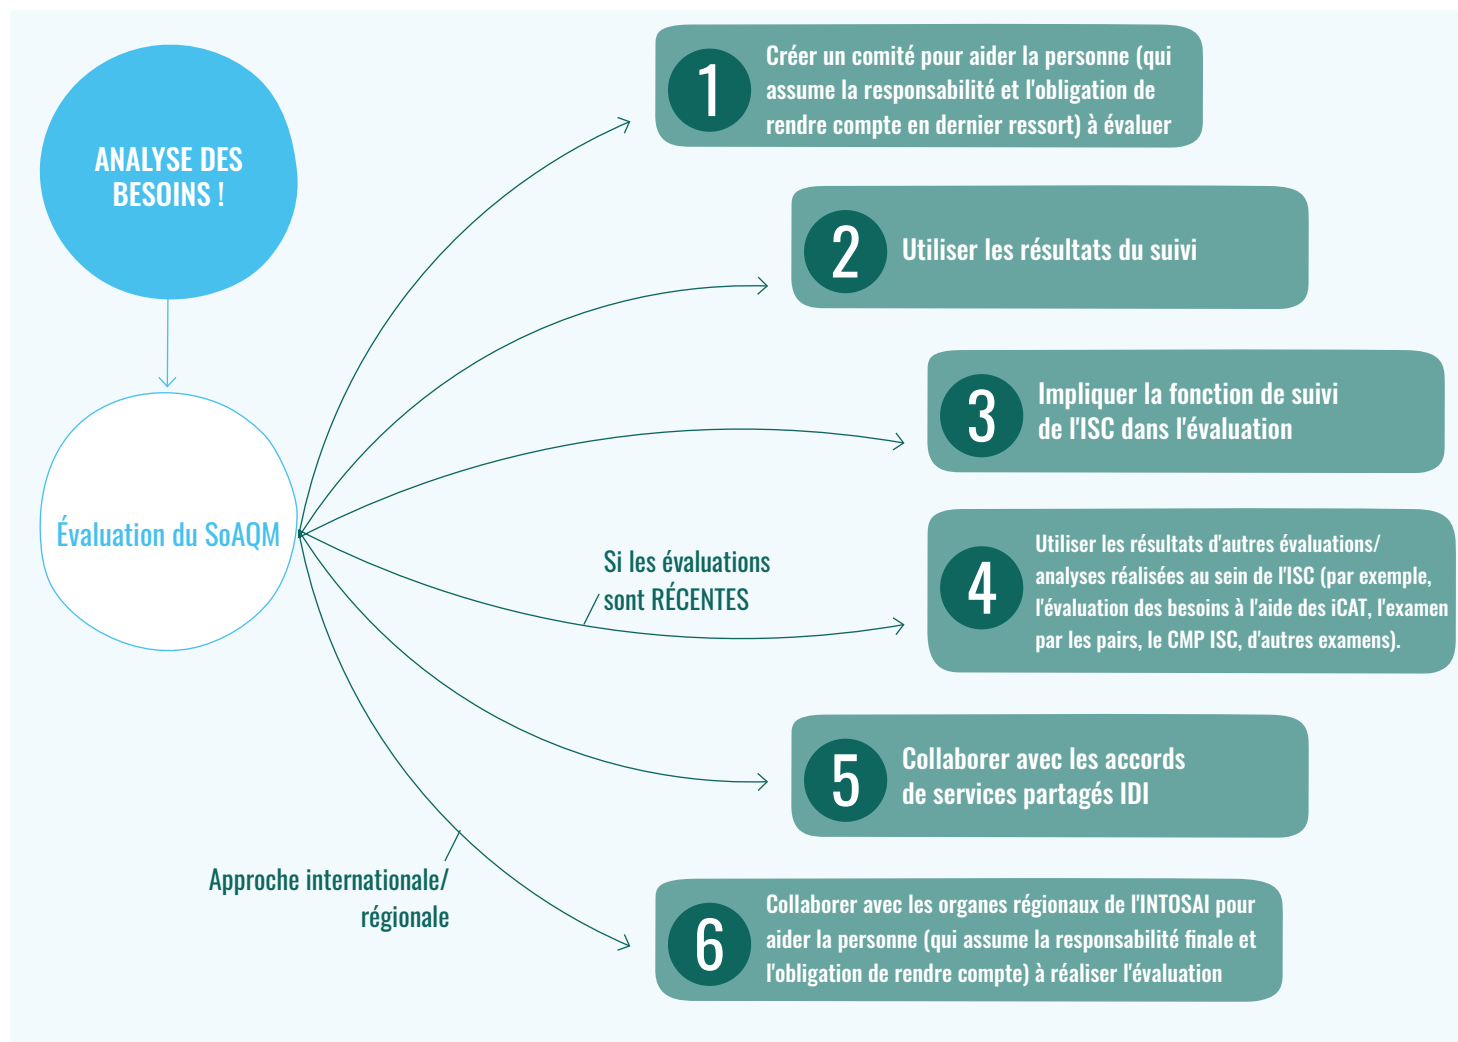 ANALYSE DES
BESOINS !
Évaluation du SoAQM
1
Créer un comité pour aider la personne (qui
assume la responsabilité et l'obligation de
rendre compte en dernier ressort) à évaluer
2
Utiliser les résultats du suivi
3
Impliquer la fonction de suivi
de l'ISC dans l'évaluation
Si les évaluations
sont RÉCENTES
4
Utiliser les résultats d'autres évaluations/
analyses réalisées au sein de l'ISC (par exemple,
l'évaluation des besoins à l'aide des iCAT, l'examen
par les pairs, le CMP ISC, d'autres examens).
5
Collaborer avec les accords
de services partagés IDI
Approche internationale/
régionale
6
Collaborer avec les organes régionaux de l'INTOSAI pour
aider la personne (qui assume la responsabilité finale et
l'obligation de rendre compte) à réaliser l'évaluation